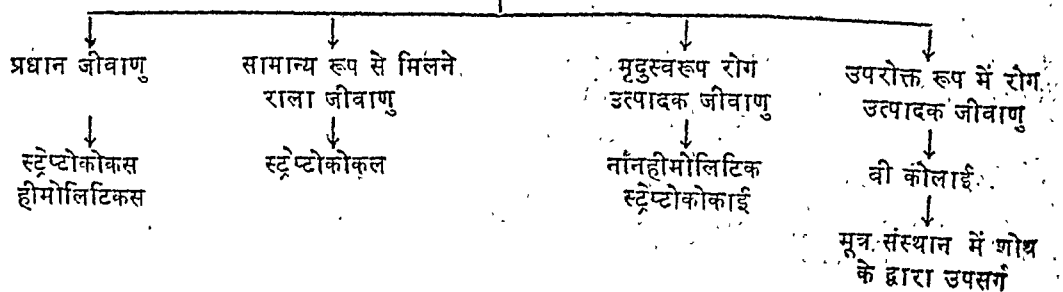 प्रधान जीवाणु
स्ट्रेप्टोकोकस
हीमोलिटिकस
सामान्य रूप से मिलने
राला जीवाणु
स्ट्रेप्टोकोकल
मृदुस्वरूप रोग
उत्पादक जीवाणु
नॉनहीमोलिटिक
स्ट्रेप्टोकोकाई
उपरोक्त रूप में रोग
उत्पादक जीवाणु
वी कोलाई
मूत्र संस्थान में शोथ
के द्वारा उपसर्ग